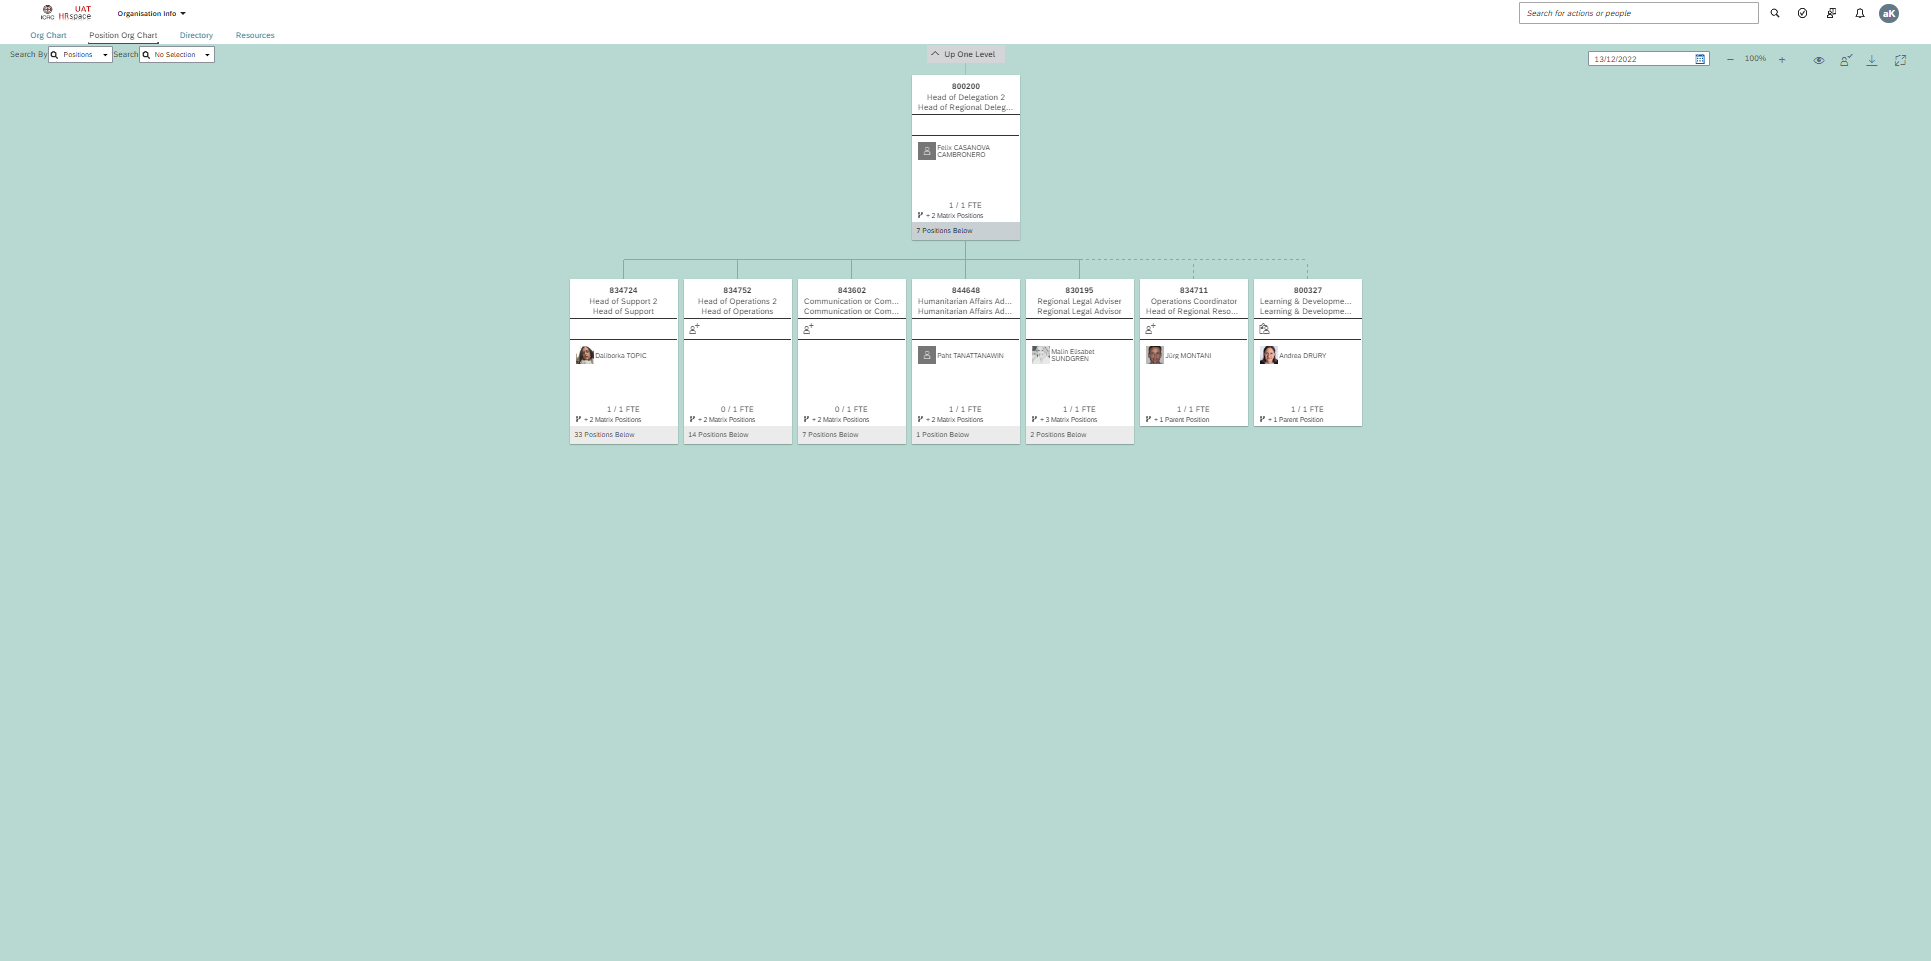 UAT
ICRC HRspace
Organisation Info
Search for actions or people
aK
Org Chart
Position Org Chart
Directory
Resources
Search By
Positions
Search
No Selection
Up One Level
13/12/2022
100%
800200
Head of Delegation 2
Head of Regional Deleg...
Felix CASANOVA
CAMBRONERO
1 / 1 FTE
+ 2 Matrix Positions
7 Positions Below
834724
Head of Support 2
Head of Support
Daliborka TOPIC
1 / 1 FTE
+ 2 Matrix Positions
33 Positions Below
834752
Head of Operations 2
Head of Operations
0 / 1 FTE
+ 2 Matrix Positions
14 Positions Below
843602
Communication or Com...
Communication or Com...
0 / 1 FTE
+ 2 Matrix Positions
7 Positions Below
844648
Humanitarian Affairs Ad...
Humanitarian Affairs Ad...
Paht TANATTANAWIN
1 / 1 FTE
+ 2 Matrix Positions
1 Position Below
830195
Regional Legal Adviser
Regional Legal Advisor
Malin Elisabet
SUNDGREN
1 / 1 FTE
+ 3 Matrix Positions
2 Positions Below
834711
Operations Coordinator
Head of Regional Reso...
Jürg MONTANI
1 / 1 FTE
+ 1 Parent Position
800327
Learning & Developme...
Learning & Developme...
Andrea DRURY
1 / 1 FTE
+ 1 Parent Position